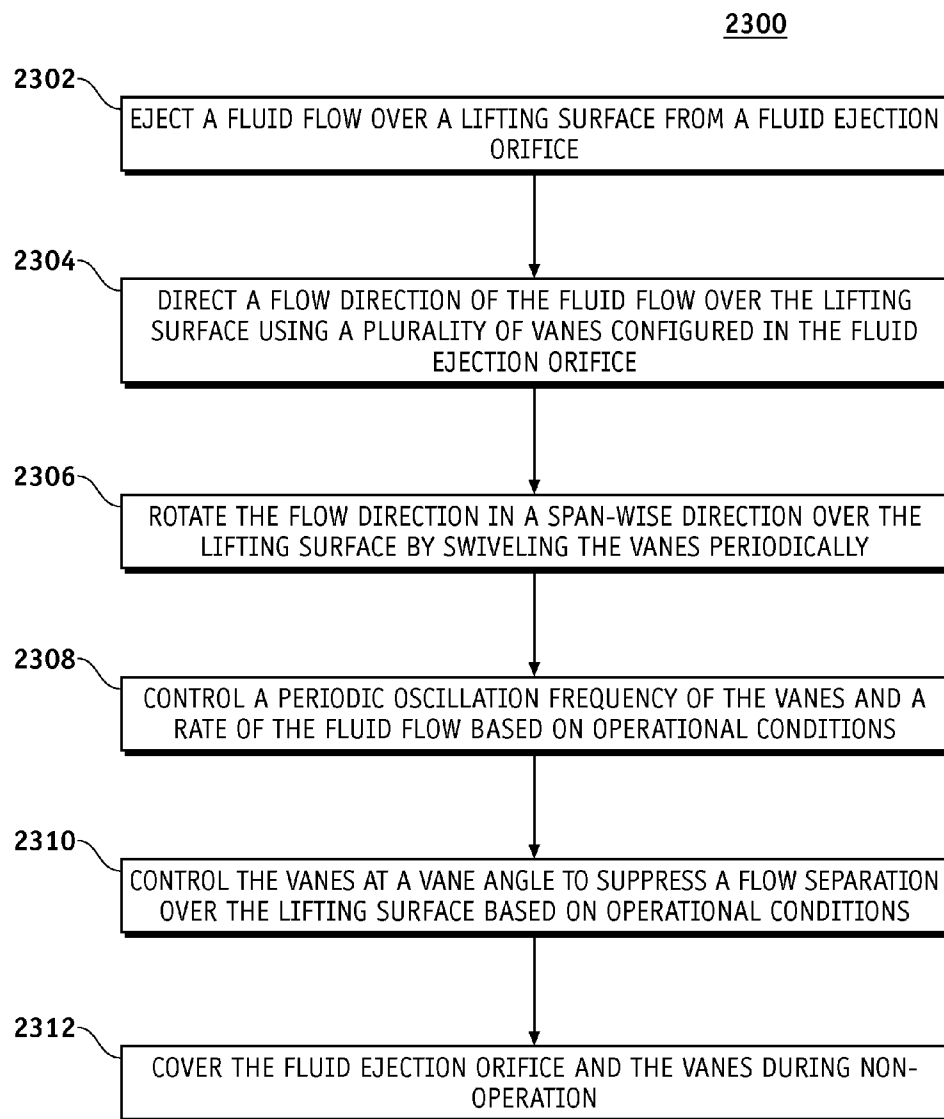 2300
2302
EJECT A FLUID FLOW OVER A LIFTING SURFACE FROM A FLUID EJECTION
ORIFICE
2304
DIRECT A FLOW DIRECTION OF THE FLUID FLOW OVER THE LIFTING
SURFACE USING A PLURALITY OF VANES CONFIGURED IN THE FLUID
EJECTION ORIFICE
2306
ROTATE THE FLOW DIRECTION IN A SPAN-WISE DIRECTION OVER THE
LIFTING SURFACE BY SWIVELING THE VANES PERIODICALLY
2308
CONTROL A PERIODIC OSCILLATION FREQUENCY OF THE VANES AND A
RATE OF THE FLUID FLOW BASED ON OPERATIONAL CONDITIONS
2310
CONTROL THE VANES AT A VANE ANGLE TO SUPPRESS A FLOW SEPARATION
OVER THE LIFTING SURFACE BASED ON OPERATIONAL CONDITIONS
2312
COVER THE FLUID EJECTION ORIFICE AND THE VANES DURING NON-
OPERATION